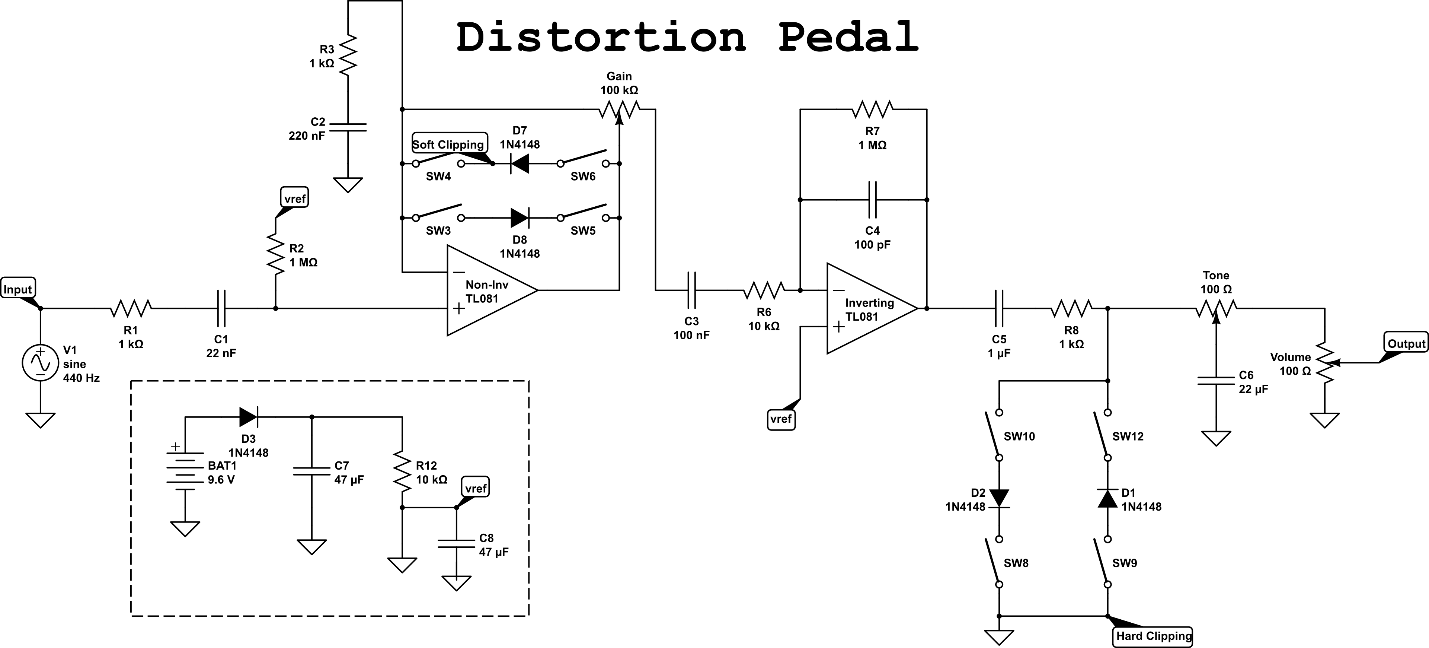 Distortion Pedal
R3
1 kΩ
C2
220 nF
Gain
100 kΩ
Soft Clipping
D7
1N4148
SW4
SW6
SW3
D8
1N4148
SW5
vref
R2
1 MΩ
Input
R1
1 kΩ
C1
22 nF
V1
sine
440 Hz
Non-Inv
TL081
C3
100 nF
R6
10 kΩ
R7
1 MΩ
C4
100 pF
Inverting
TL081
vref
C5
1 µF
R8
1 kΩ
Tone
100 Ω
C6
22 µF
Volume
100 Ω
Output
SW10
SW12
D2
1N4148
D1
1N4148
SW8
SW9
Hard Clipping
BAT1
9.6 V
D3
1N4148
C7
47 µF
R12
10 kΩ
vref
C8
47 µF